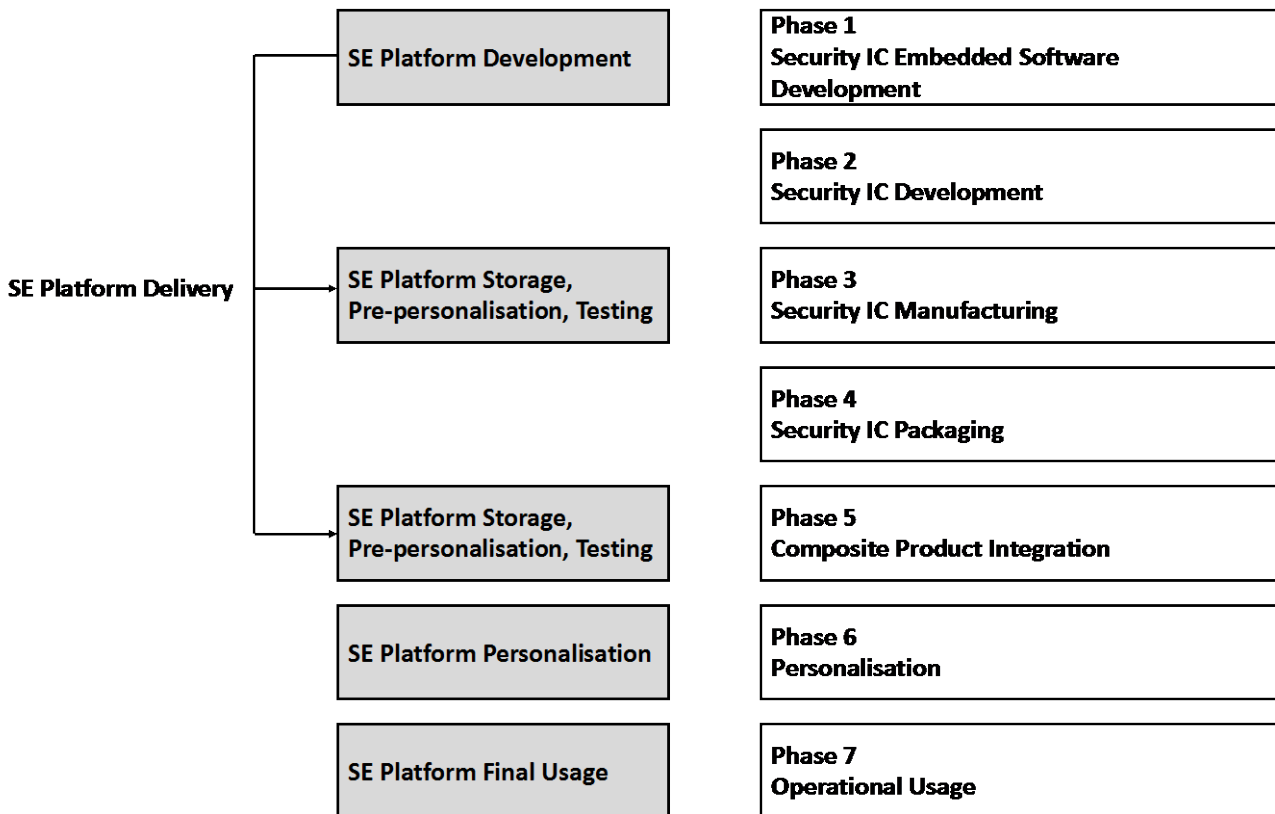 SE Platform Development
Phase 1
Security IC Embedded Software
Development
Phase 2
Security IC Development
SE Platform Delivery
SE Platform Storage,
Pre-personalisation, Testing
Phase 3
Security IC Manufacturing
Phase 4
Security IC Packaging
SE Platform Storage,
Pre-personalisation, Testing
Phase 5
Composite Product Integration
SE Platform Personalisation
Phase 6
Personalisation
SE Platform Final Usage
Phase 7
Operational Usage